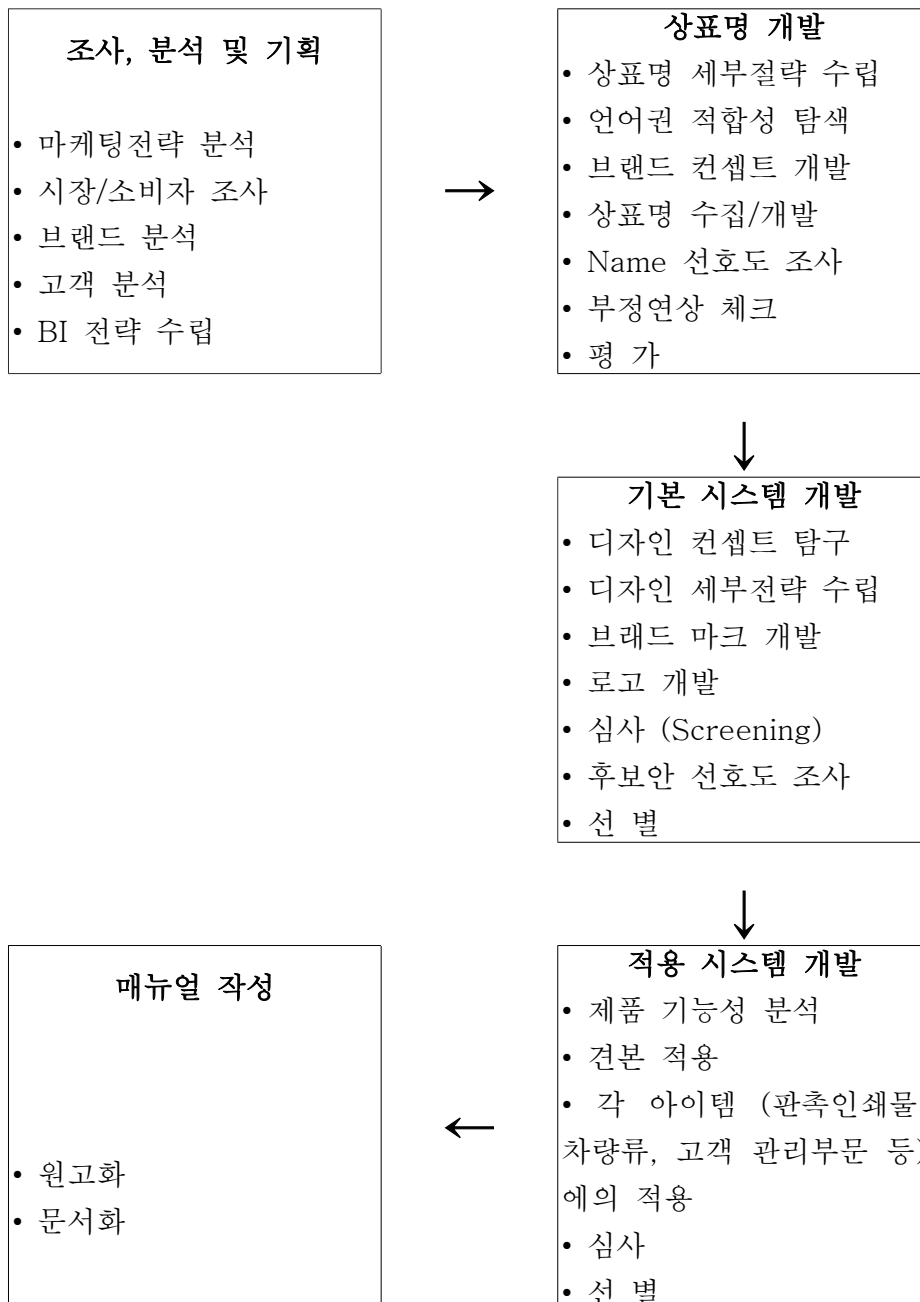 조사, 분석 및 기획
• 마케팅전략 분석
• 시장/소비자 조사
• 브랜드 분석
• 고객 분석
• BI 전략 수립
→
상표명 개발
• 상표명 세부절략 수립
• 언어권 적합성 탐색
• 브랜드 컨셉트 개발
• 상표명 수집/개발
• Name 선호도 조사
• 부정연상 체크
• 평 가
↓
기본 시스템 개발
• 디자인 컨셉트 탐구
• 디자인 세부전략 수립
• 브래드 마크 개발
• 로고 개발
• 심사 (Screening)
• 후보안 선호도 조사
• 선 별
↓
적용 시스템 개발
• 제품 기능성 분석
• 견본 적용
• 각 아이템 (판촉인쇄물
차량류, 고객 관리부문 등)
에의 적용
• 심사
• 선 별
←
매뉴얼 작성
• 원고화
• 문서화